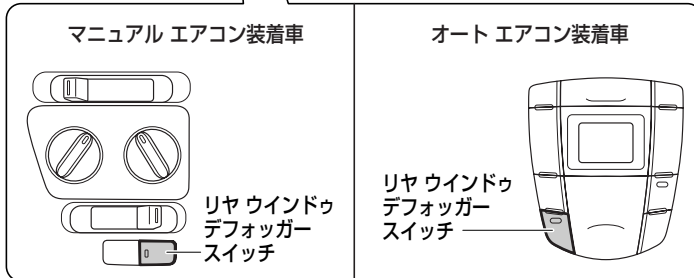 マニュアル エアコン装着車
リヤ ウインドゥ
デフォッガー
スイッチ
オート エアコン装着車
リヤ ウインドゥ
デフォッガー
スイッチ